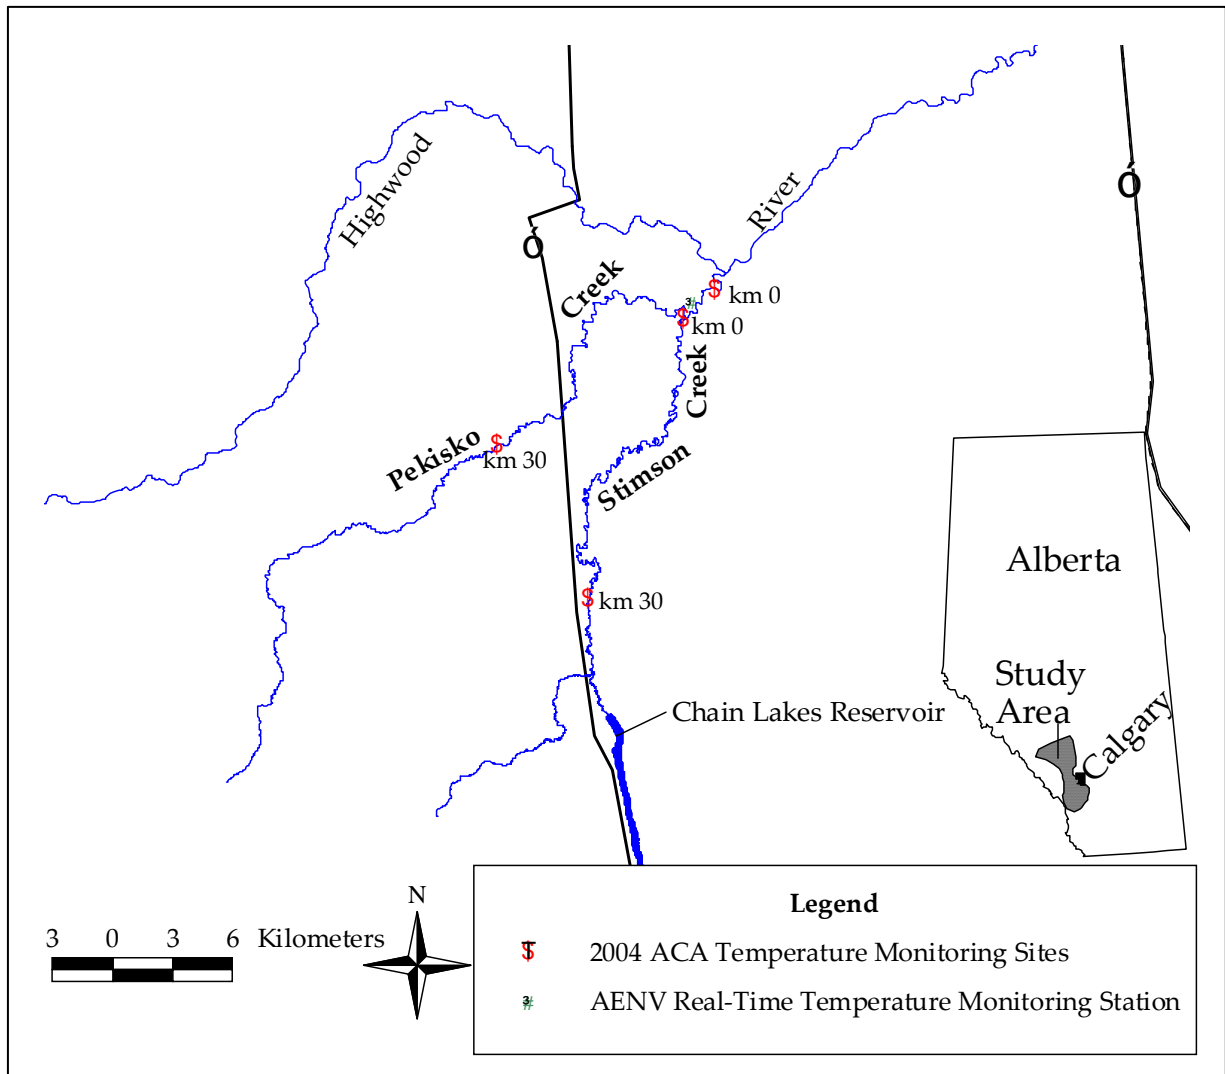 Highwood
River
Creek
km 0
km 0
Creek
Pekisko
km 30
Stimson
km 30
Chain Lakes Reservoir
Alberta
Study
Area
Calgary
N
3 0 3 6 Kilometers
Legend
2004 ACA Temperature Monitoring Sites
AENV Real-Time Temperature Monitoring Station